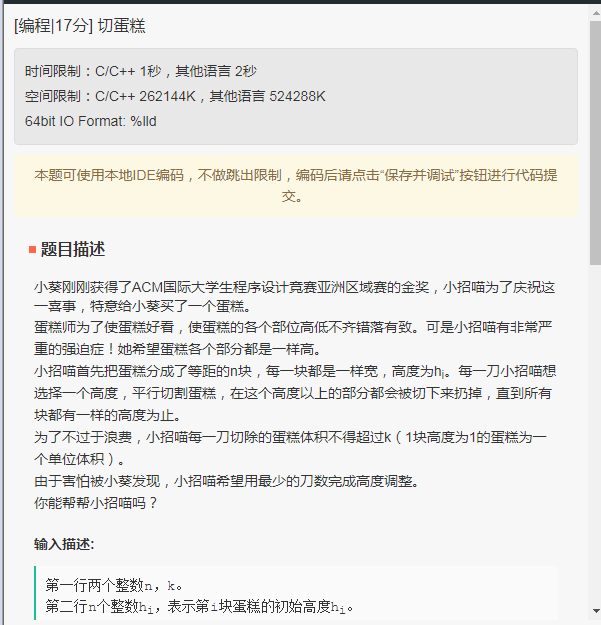 [编程|17分] 切蛋糕
时间限制：C/C++ 1秒，其他语言 2秒
空间限制：C/C++ 262144K，其他语言 524288K
64bit IO Format: %lld
本题可使用本地IDE编码，不做跳出限制，编码后请点击“保存并调试”按钮进行代码提
交。
题目描述
小葵刚刚获得了ACM国际大学生程序设计竞赛亚洲区域赛的金奖，小招喵为了庆祝这
一喜事，特意给小葵买了一个蛋糕。
蛋糕师为了使蛋糕好看，使蛋糕的各个部位高低不齐错落有致。可是小招喵有非常严
重的强迫症！她希望蛋糕各个部分都是一样高。
小招喵首先把蛋糕分成了等距的n块，每一块都是一样宽，高度为hi。每一刀小招喵想
选择一个高度，平行切割蛋糕，在这个高度以上的部分都会被切下来扔掉，直到所有
块都有一样的高度为止。
为了不过于浪费，小招喵每一刀切除的蛋糕体积不得超过k（1块高度为1的蛋糕为一
个单位体积）。
由于害怕被小葵发现，小招喵希望用最少的刀数完成高度调整。
你能帮帮小招喵吗？
输入描述:
第一行两个整数n，k。
第二行n个整数hi，表示第i块蛋糕的初始高度hi。